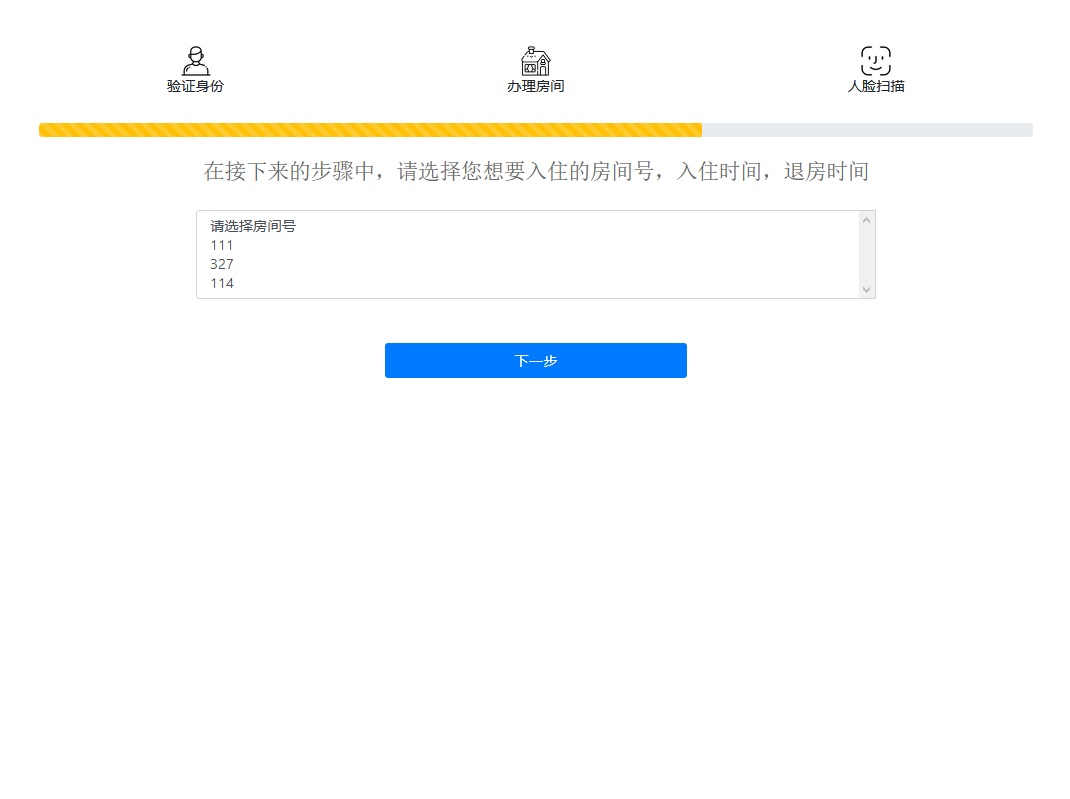 验证身份
办理房间
人脸扫描
在接下来的步骤中，请选择您想要入住的房间号，入住时间，退房时间
请选择房间号
111
327
114
下一步